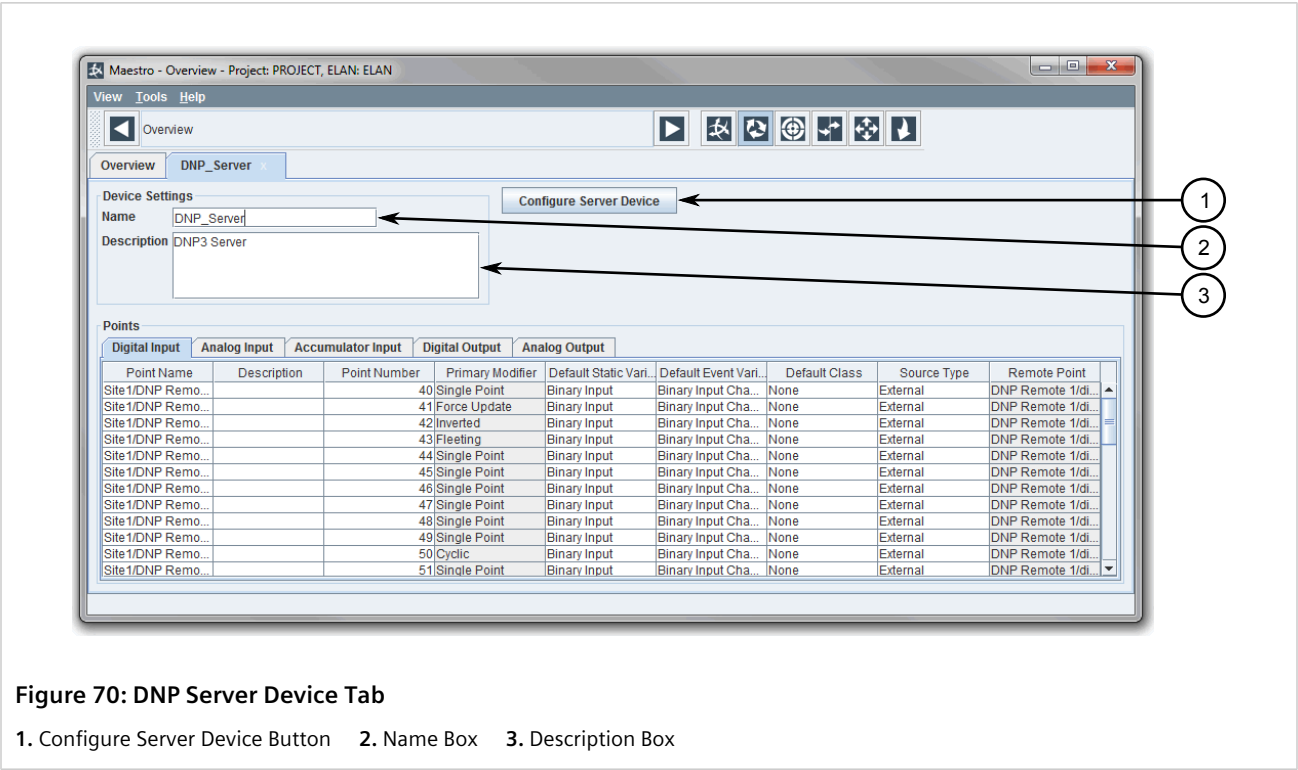 Maestro - Overview - Project: PROJECT, ELAN: ELAN
View Tools Help
Overview
Overview DNP_Server x
Device Settings
Configure Server Device
1
Name DNP_Server
2
Description DNP3 Server
3
Points
Digital Input Analog Input Accumulator Input Digital Output Analog Output
Point Name Description Point Number Primary Modifier Default Static Vari... Default Event Vari... Default Class Source Type Remote Point
Site1/DNP Remo... 40 Single Point Binary Input Binary Input Cha... None External DNP Remote 1/di...
Site1/DNP Remo... 41 Force Update Binary Input Binary Input Cha... None External DNP Remote 1/di...
Site1/DNP Remo... 42 Inverted Binary Input Binary Input Cha... None External DNP Remote 1/di...
Site1/DNP Remo... 43 Fleeting Binary Input Binary Input Cha... None External DNP Remote 1/di...
Site1/DNP Remo... 44 Single Point Binary Input Binary Input Cha... None External DNP Remote 1/di...
Site1/DNP Remo... 45 Single Point Binary Input Binary Input Cha... None External DNP Remote 1/di...
Site1/DNP Remo... 46 Single Point Binary Input Binary Input Cha... None External DNP Remote 1/di...
Site1/DNP Remo... 47 Single Point Binary Input Binary Input Cha... None External DNP Remote 1/di...
Site1/DNP Remo... 48 Single Point Binary Input Binary Input Cha... None External DNP Remote 1/di...
Site1/DNP Remo... 49 Single Point Binary Input Binary Input Cha... None External DNP Remote 1/di...
Site1/DNP Remo... 50 Cyclic Binary Input Binary Input Cha... None External DNP Remote 1/di...
Site1/DNP Remo... 51 Single Point Binary Input Binary Input Cha... None External DNP Remote 1/di...
Figure 70: DNP Server Device Tab
1. Configure Server Device Button 2. Name Box 3. Description Box